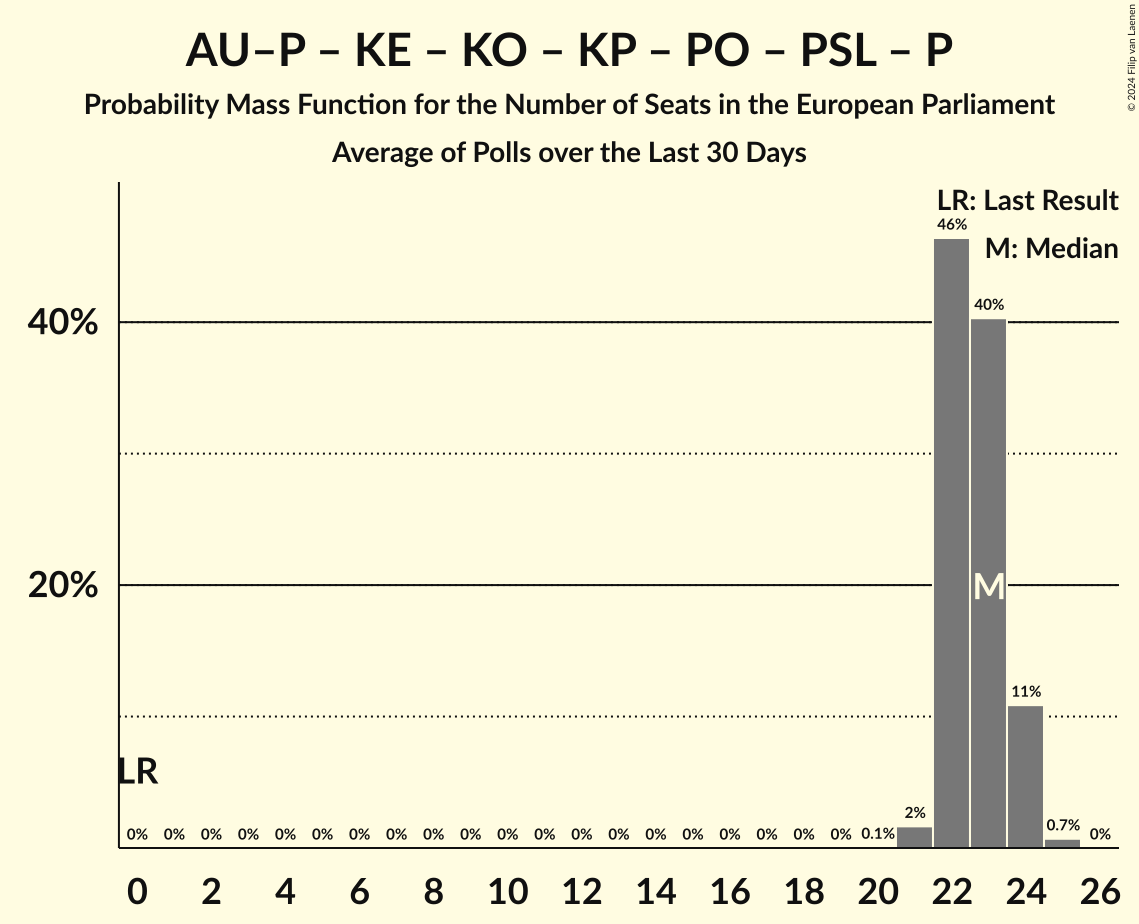 AU–P – KE – KO – KP – PO – PSL – P
Probability Mass Function for the Number of Seats in the European Parliament
Average of Polls over the Last 30 Days
© 2024 Filip van Laenen
LR: Last Result
M: Median
46%
40%
40%
20%
M
11%
LR
0% 0% 0% 0% 0% 0% 0% 0% 0% 0% 0% 0% 0% 0% 0% 0% 0% 0% 0% 0% 0.1% 2% 0.7% 0%
0 2 4 6 8 10 12 14 16 18 20 22 24 26